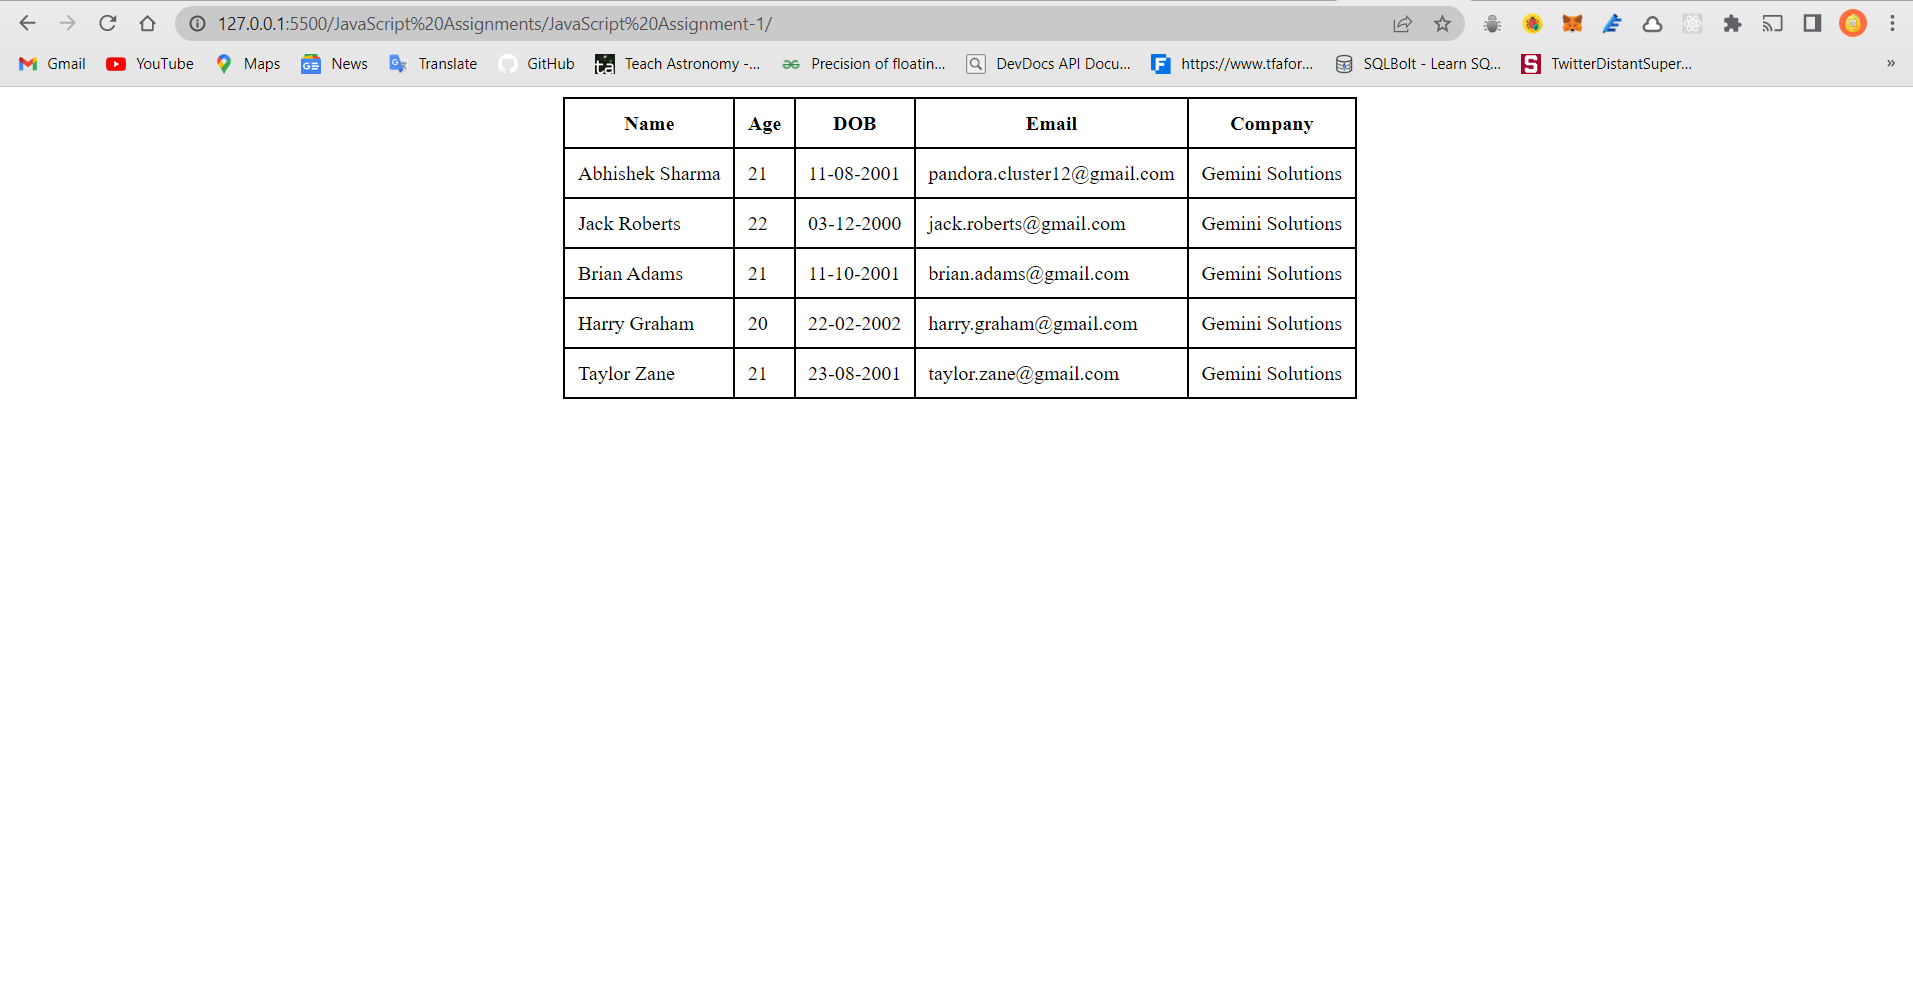 127.0.0.1:5500/JavaScript%20Assignments/JavaScript%20Assignment-1/
Gmail YouTube Maps News Translate GitHub Teach Astronomy -... Precision of floatin... DevDocs API Docu... https://www.tfafor... SQLBolt - Learn SQ... TwitterDistantSuper... »
Name Age DOB Email Company
Abhishek Sharma 21 11-08-2001 pandora.cluster12@gmail.com Gemini Solutions
Jack Roberts 22 03-12-2000 jack.roberts@gmail.com Gemini Solutions
Brian Adams 21 11-10-2001 brian.adams@gmail.com Gemini Solutions
Harry Graham 20 22-02-2002 harry.graham@gmail.com Gemini Solutions
Taylor Zane 21 23-08-2001 taylor.zane@gmail.com Gemini Solutions